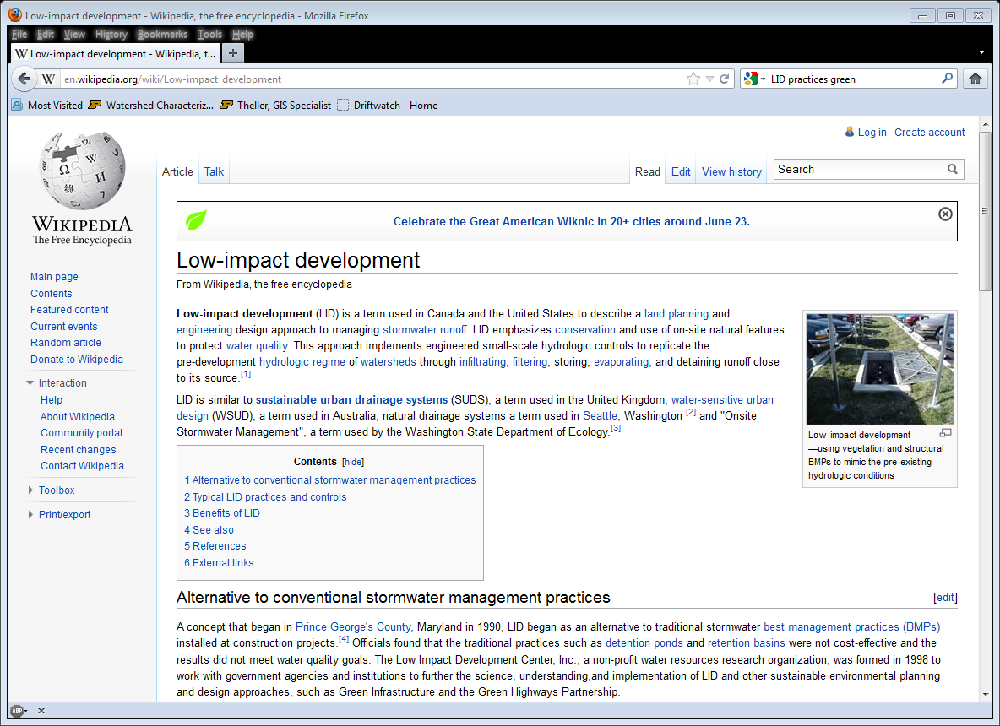 Low-impact development - Wikipedia, the free encyclopedia - Mozilla Firefox
File Edit View History Bookmarks Tools Help
W Low-impact development - Wikipedia, t... +
W en.wikipedia.org/wiki/Low-impact_development LID practices green
Most Visited Watershed Characteriz... Theller, GIS Specialist Driftwatch - Home
Log in Create account
Article Talk Read Edit View history Search
WIKIPEDIA
The Free Encyclopedia
Main page
Contents
Featured content
Current events
Random article
Donate to Wikipedia
Interaction
Help
About Wikipedia
Community portal
Recent changes
Contact Wikipedia
Toolbox
Print/export
Celebrate the Great American Wiknic in 20+ cities around June 23.
Low-impact development
From Wikipedia, the free encyclopedia
Low-impact development (LID) is a term used in Canada and the United States to describe a land planning and
engineering design approach to managing stormwater runoff. LID emphasizes conservation and use of on-site natural features
to protect water quality. This approach implements engineered small-scale hydrologic controls to replicate the
pre-development hydrologic regime of watersheds through infiltrating, filtering, storing, evaporating, and detaining runoff close
to its source.[1]
LID is similar to sustainable urban drainage systems (SUDS), a term used in the United Kingdom, water-sensitive urban
design (WSUD), a term used in Australia, natural drainage systems a term used in Seattle, Washington [2] and "Onsite
Stormwater Management", a term used by the Washington State Department of Ecology.[3]
Low-impact development
—using vegetation and structural
BMPs to mimic the pre-existing
hydrologic conditions
Contents [hide]
1 Alternative to conventional stormwater management practices
2 Typical LID practices and controls
3 Benefits of LID
4 See also
5 References
6 External links
Alternative to conventional stormwater management practices [edit]
A concept that began in Prince George's County, Maryland in 1990, LID began as an alternative to traditional stormwater best management practices (BMPs)
installed at construction projects.[4] Officials found that the traditional practices such as detention ponds and retention basins were not cost-effective and the
results did not meet water quality goals. The Low Impact Development Center, Inc., a non-profit water resources research organization, was formed in 1998 to
work with government agencies and institutions to further the science, understanding,and implementation of LID and other sustainable environmental planning
and design approaches, such as Green Infrastructure and the Green Highways Partnership.
ABP